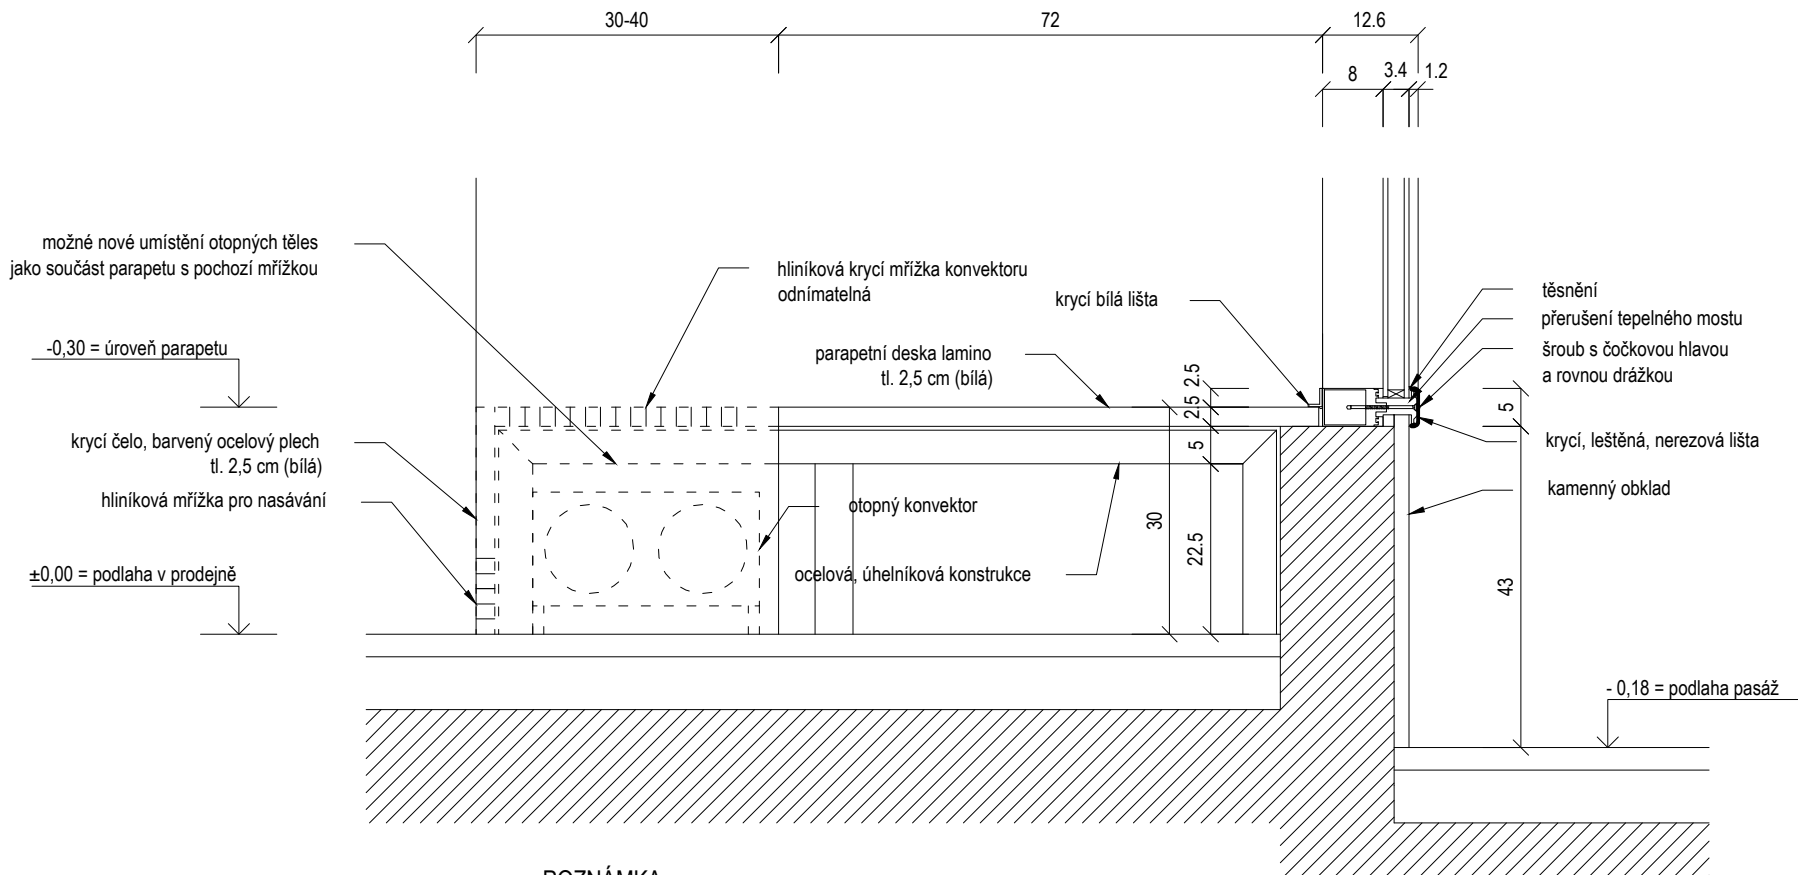 30-40
72
12.6
8
3.4
1.2
možné nové umístění otopných těles
jako součást parapetu s pochozí mřížkou
hliníková krycí mřížka konvektoru
odnímatelná
krycí bílá lišta
těsnění
přerušení tepelného mostu
šroub s čočkovou hlavou
a rovnou drážkou
-0,30 = úroveň parapetu
parapetní deska lamino
tl. 2,5 cm (bílá)
2.5
2.5
5
5
krycí čelo, barvený ocelový plech
tl. 2,5 cm (bílá)
krycí, leštěná, nerezová lišta
hliníková mřížka pro nasávání
kamenný obklad
otopný konvektor
30
22.5
ocelová, úhelníková konstrukce
43
±0,00 = podlaha v prodejně
- 0,18 = podlaha pasáž
POZNÁMKA